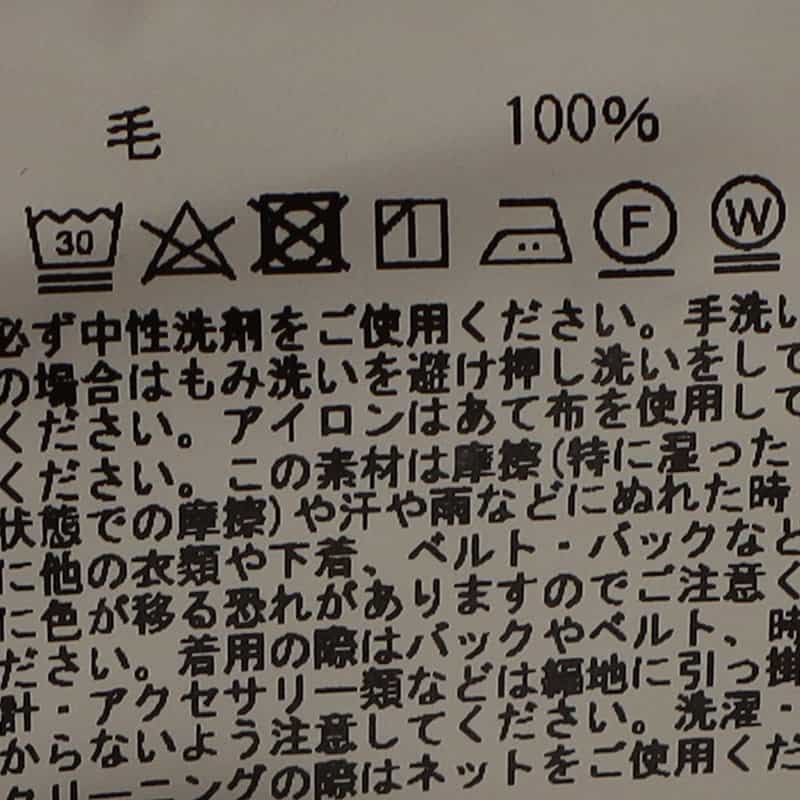 毛 100%
30 F W
必ず中性洗剤をご使用ください。手洗い
の場合はもみ洗いを避け押し洗いをして
ください。アイロンはあて布を使用して
ください。この素材は摩擦(特に湿った
状態での摩擦)や汗や雨などにぬれた時
に他の衣類や下着、ベルト・バックなど
に色が移る恐れがありますのでご注意く
ださい。着用の際はバックやベルト、時
計・アクセサリー類などは編地に引っ掛
からないよう注意してください。洗濯・
クリーニングの際はネットをご使用くだ